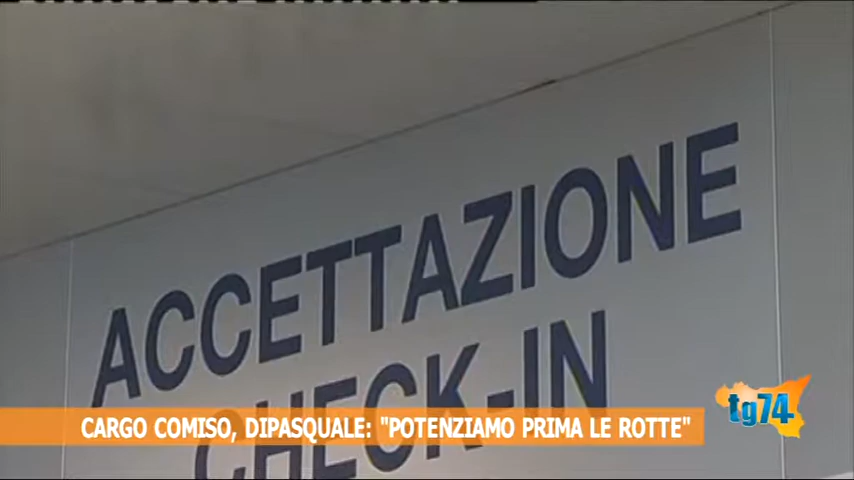 ACCETTAZIONE
CHECK-IN
CARGO COMISO, DIPASQUALE: "POTENZIAMO PRIMA LE ROTTE"
tg74